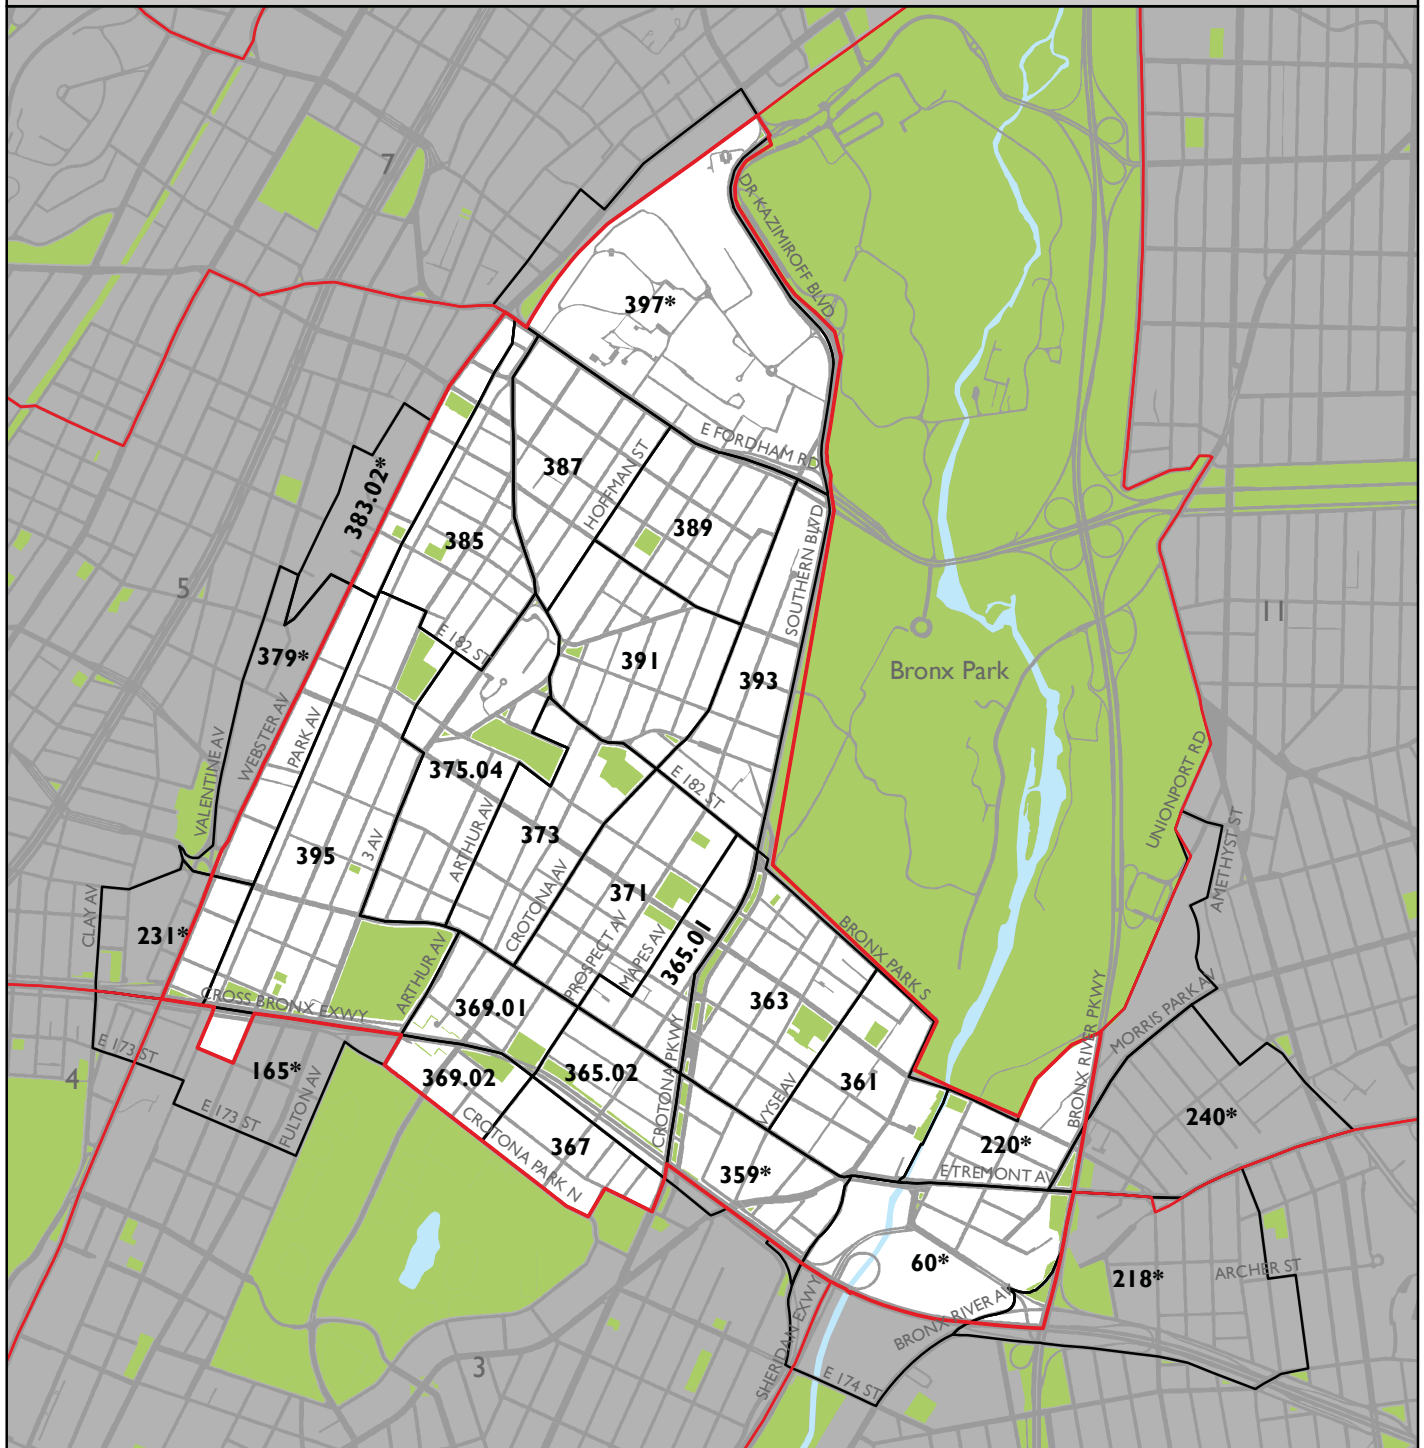 7
DR KAZIMIROFF BLVD
397*
E FORDHAM RD
387
HOFFMAN ST
383.02*
389
385
SOUTHERN BLVD
5
11
E 182 ST
379*
391
Bronx Park
393
WEBSTER AV
PARK AV
VALENTINE AV
UNIONPORT RD
375.04
E 182 ST
AMETHYST ST
373
ARTHUR AV
3 AV
395
CROTONA AV
371
CLAY AV
PROSPECT AV
MAPES AV
365.01
231*
BRONX PARK S
ARTHUR AV
CROSS BRONX EXWY
369.01
363
BRONX RIVER PKWY
MORRIS PARK AV
E 173 ST
4
165*
369.02
365.02
CROTONA PKWY
361
VYSE AV
E 173 ST
FULTON AV
CROTONA PARK N
367
220*
240*
359*
E TREMONT AV
60*
218*
ARCHER ST
BRONX RIVER AV
SHERIDAN EXWY
3
E 174 ST